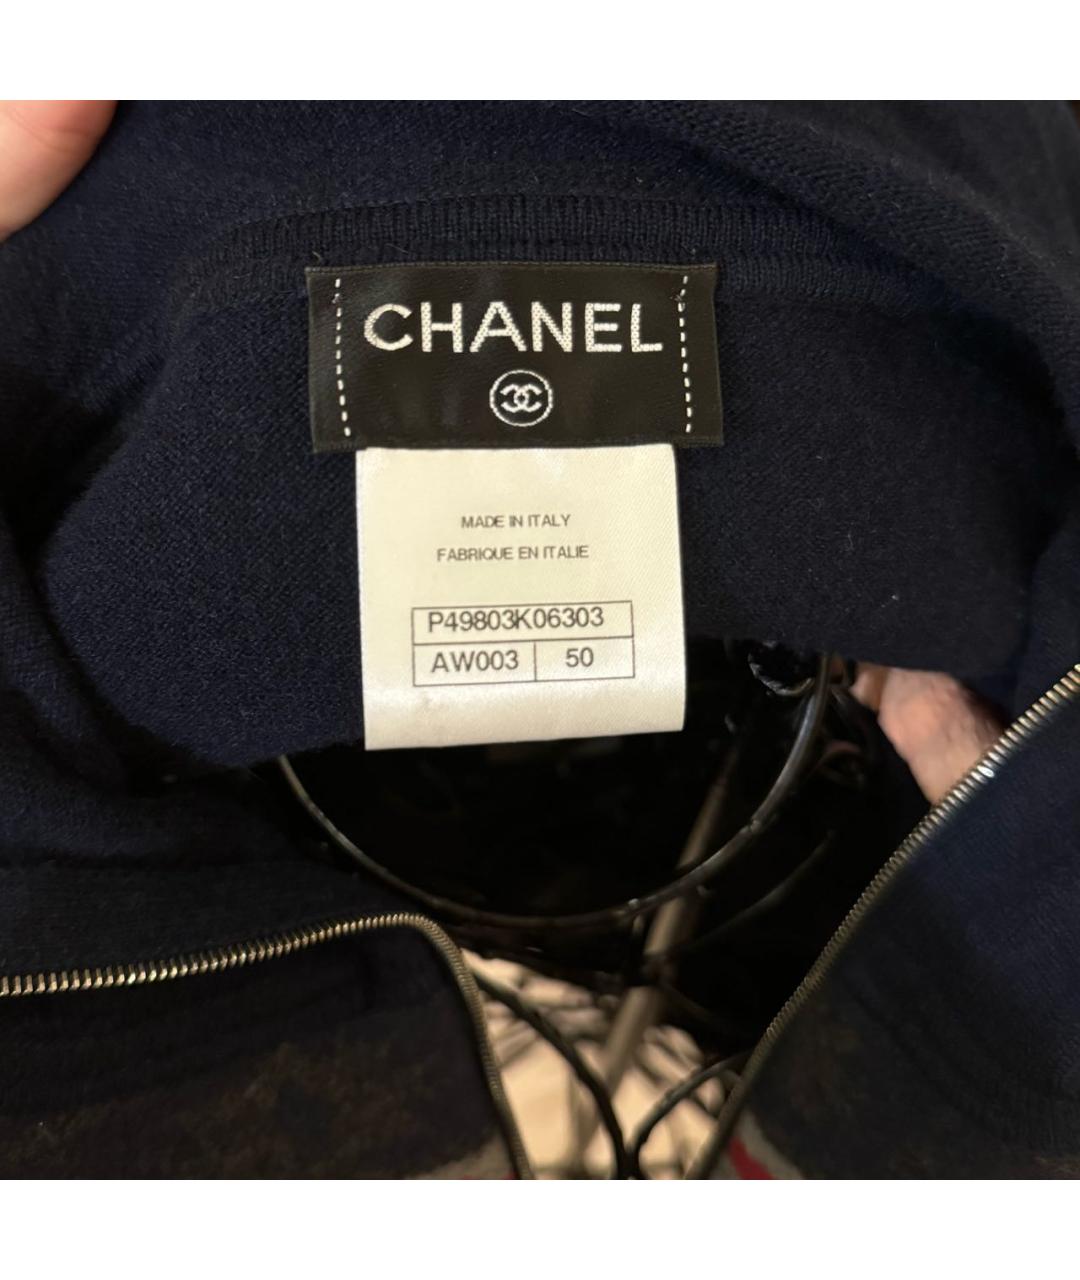 CHANEL
MADE IN ITALY
FABRIQUE EN ITALIE
P49803K06303
AW003 50